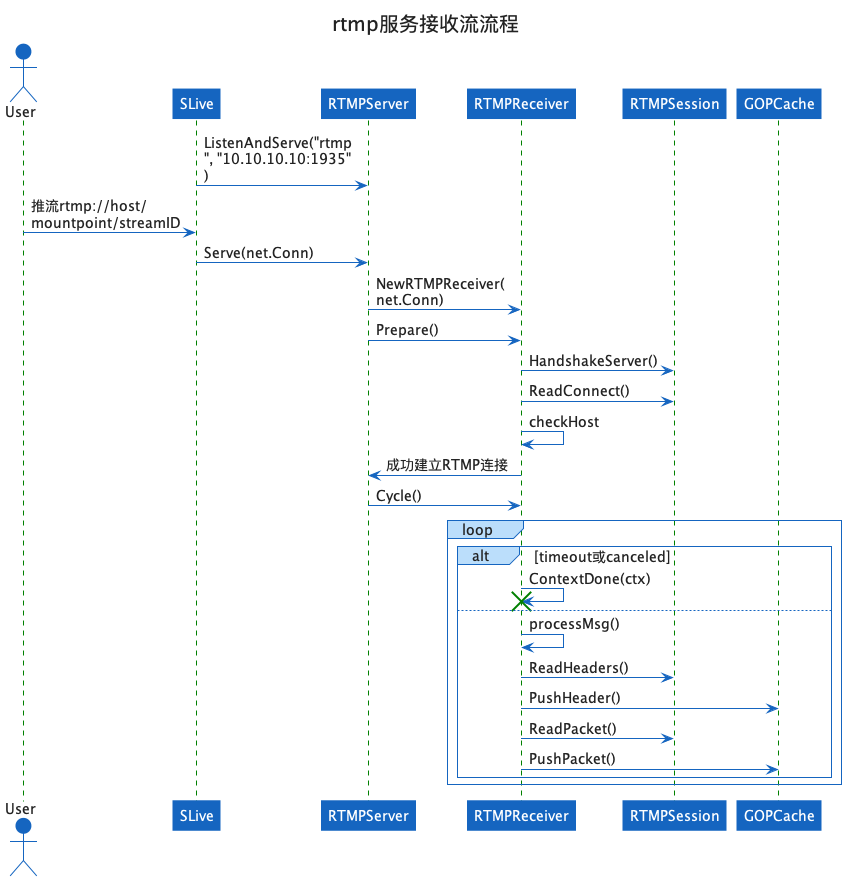 rtmp服务接收流流程
User
SLive
RTMPServer
RTMPReceiver
RTMPSession
GOPCache
ListenAndServe("rtmp
", "10.10.10.10:1935"
)
推流rtmp://host/
mountpoint/streamID
Serve(net.Conn)
NewRTMPReceiver(
net.Conn)
Prepare()
HandshakeServer()
ReadConnect()
checkHost
成功建立RTMP连接
Cycle()
loop
alt
[timeout或canceled]
ContextDone(ctx)
processMsg()
ReadHeaders()
PushHeader()
ReadPacket()
PushPacket()
User
SLive
RTMPServer
RTMPReceiver
RTMPSession
GOPCache